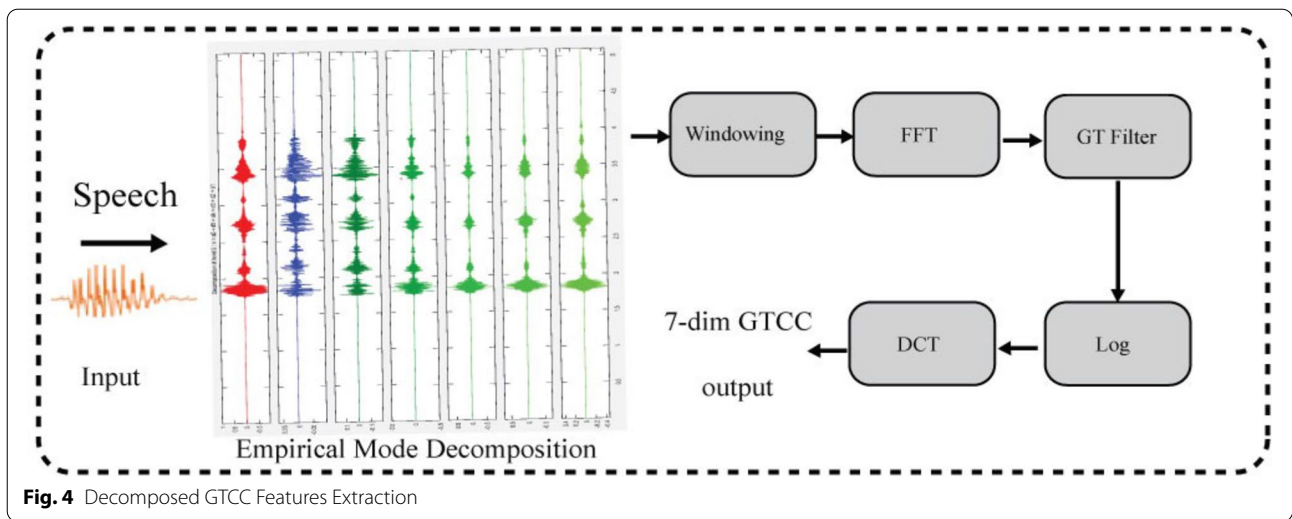 Speech
Input
Empirical Mode Decomposition
Windowing
FFT
GT Filter
Log
DCT
7-dim GTCC
output
Fig. 4 Decomposed GTCC Features Extraction